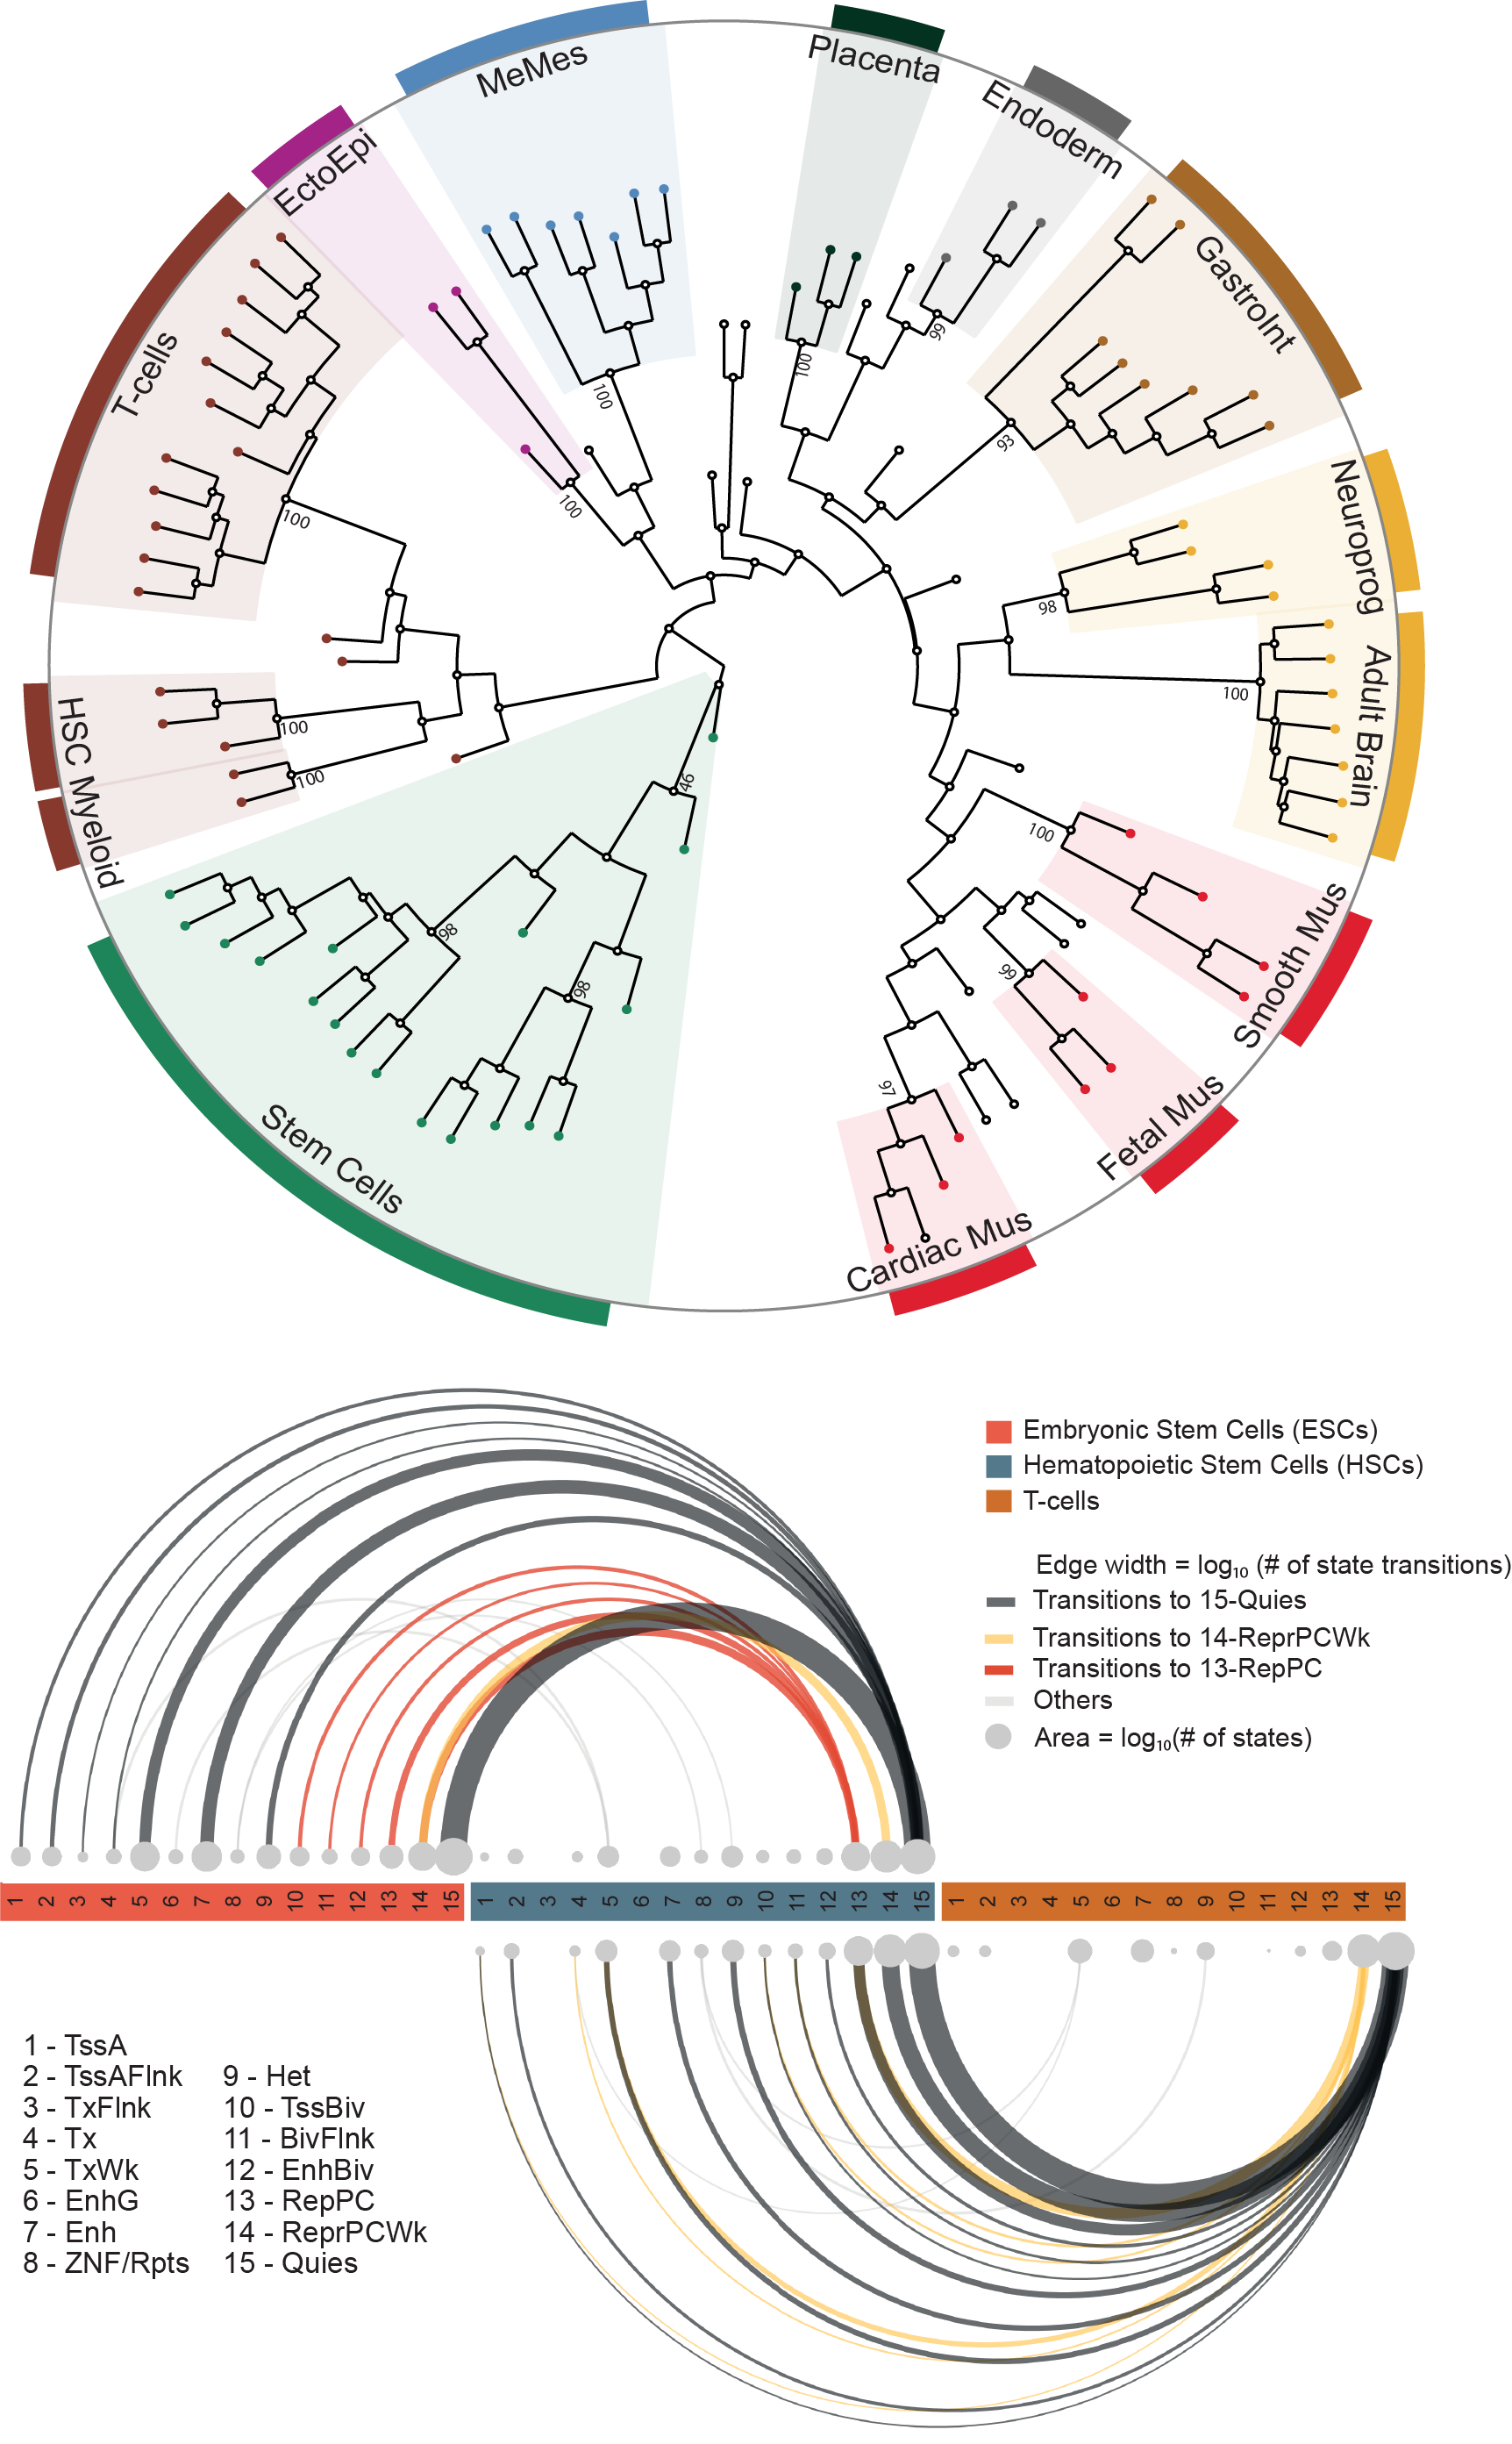 MeMes
Placenta
Endoderm
EctoEpi
GastroInt
T-cells
Neuroprog
Adult Brain
HSC Myeloid
Smooth Mus
Fetal Mus
Cardiac Mus
Stem Cells
100
100
99
93
100
100
98
100
100
100
46
100
98
99
98
97
Embryonic Stem Cells (ESCs)
Hematopoietic Stem Cells (HSCs)
T-cells
Edge width = log₁₀ (# of state transitions)
Transitions to 15-Quies
Transitions to 14-ReprPCWk
Transitions to 13-RepPC
Others
Area = log₁₀(# of states)
1 2 3 4 5 6 7 8 9 10 11 12 13 14 15 1 2 3 4 5 6 7 8 9 10 11 12 13 14 15 1 2 3 4 5 6 7 8 9 10 11 12 13 14 15
1 - TssA
2 - TssAFlnk
3 - TxFlnk
4 - Tx
5 - TxWk
6 - EnhG
7 - Enh
8 - ZNF/Rpts
9 - Het
10 - TssBiv
11 - BivFlnk
12 - EnhBiv
13 - RepPC
14 - ReprPCWk
15 - Quies